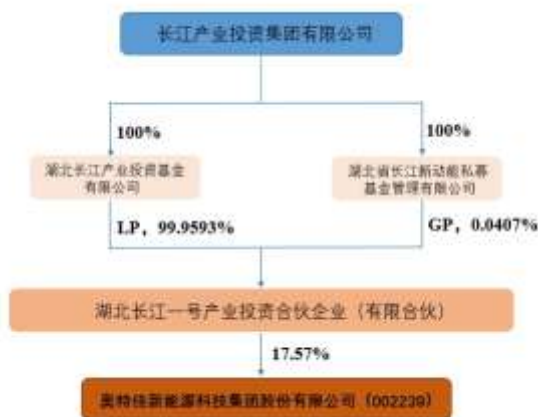 长江产业投资集团有限公司
100%
100%
湖北长江产业投资基金
有限公司
湖北省长江新动能私募
基金管理有限公司
LP，99.9593%
GP，0.0407%
湖北长江一号产业投资合伙企业（有限合伙）
17.57%
奥特佳新能源科技集团股份有限公司（002239）